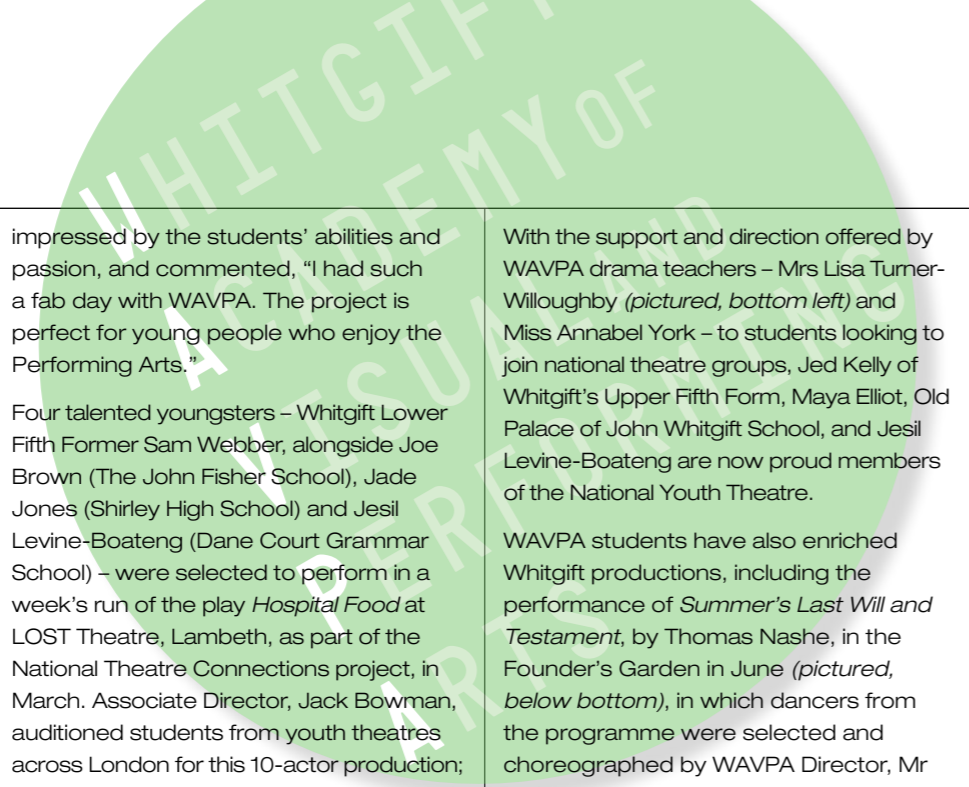 WHITGIFT
ACADEMY OF
VISUAL AND
PERFORMING
ARTS
impressed by the students’ abilities and
passion, and commented, “I had such
a fab day with WAVPA. The project is
perfect for young people who enjoy the
Performing Arts.”
Four talented youngsters – Whitgift Lower
Fifth Former Sam Webber, alongside Joe
Brown (The John Fisher School), Jade
Jones (Shirley High School) and Jesil
Levine-Boateng (Dane Court Grammar
School) – were selected to perform in a
week’s run of the play Hospital Food at
LOST Theatre, Lambeth, as part of the
National Theatre Connections project, in
March. Associate Director, Jack Bowman,
auditioned students from youth theatres
across London for this 10-actor production;
With the support and direction offered by
WAVPA drama teachers – Mrs Lisa Turner-
Willoughby (pictured, bottom left) and
Miss Annabel York – to students looking to
join national theatre groups, Jed Kelly of
Whitgift’s Upper Fifth Form, Maya Elliot, Old
Palace of John Whitgift School, and Jesil
Levine-Boateng are now proud members
of the National Youth Theatre.
WAVPA students have also enriched
Whitgift productions, including the
performance of Summer’s Last Will and
Testament, by Thomas Nashe, in the
Founder’s Garden in June (pictured,
below bottom), in which dancers from
the programme were selected and
choreographed by WAVPA Director, Mr